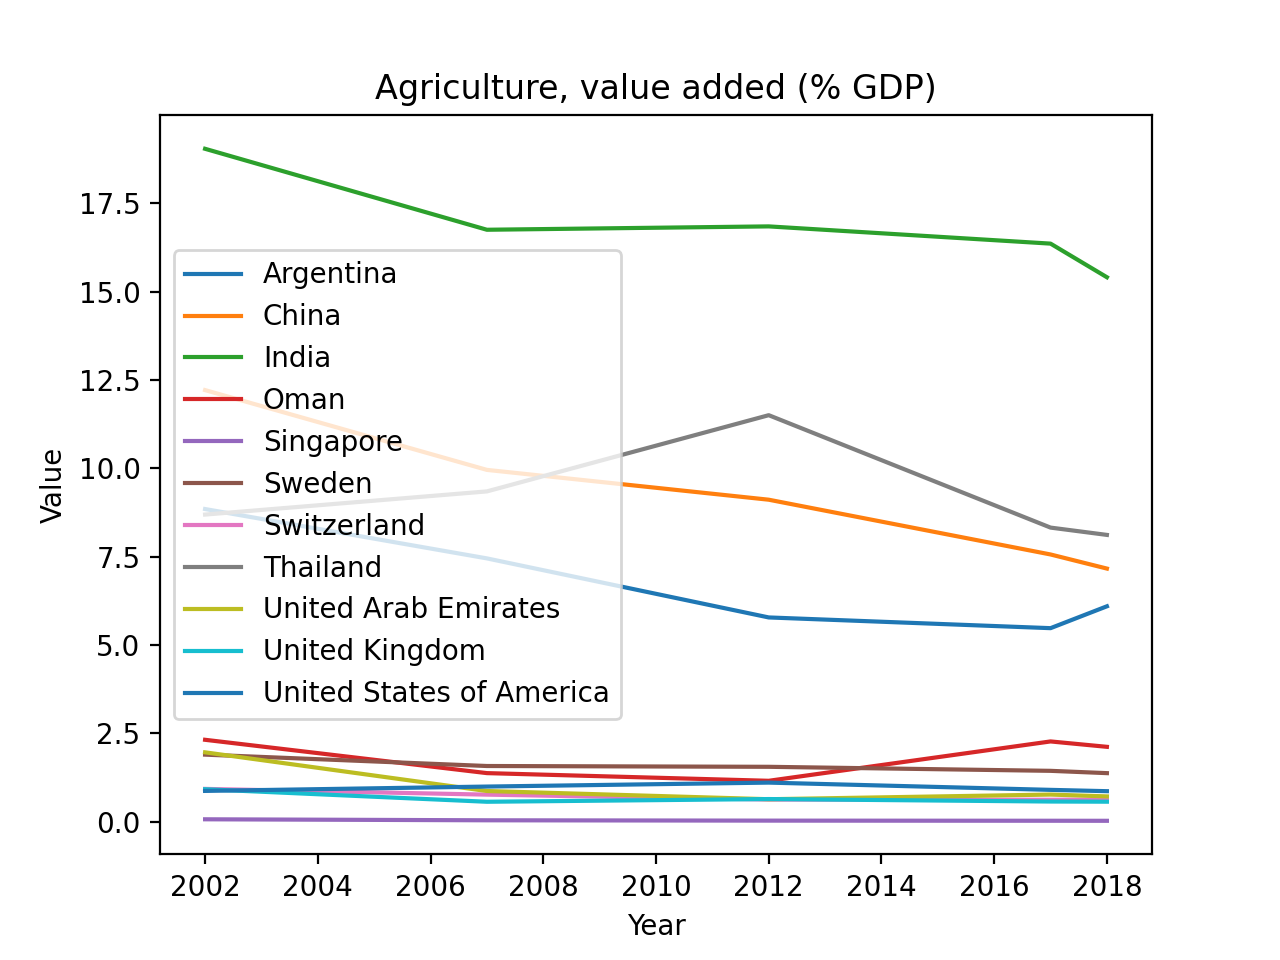 Agriculture, value added (% GDP)
17.5
15.0
12.5
10.0
7.5
5.0
2.5
0.0
Value
Argentina
China
India
Oman
Singapore
Sweden
Switzerland
Thailand
United Arab Emirates
United Kingdom
United States of America
2002 2004 2006 2008 2010 2012 2014 2016 2018
Year